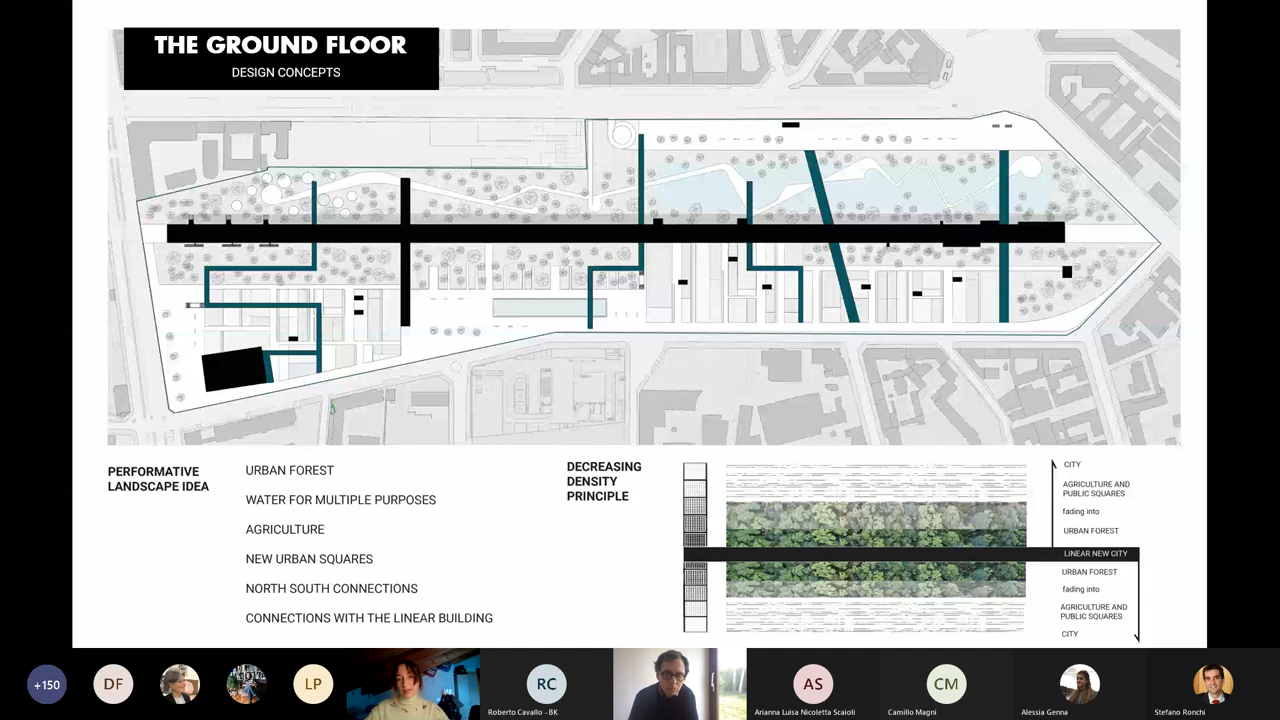 THE GROUND FLOOR
DESIGN CONCEPTS
PERFORMATIVE
LANDSCAPE IDEA
URBAN FOREST
WATER FOR MULTIPLE PURPOSES
AGRICULTURE
NEW URBAN SQUARES
NORTH SOUTH CONNECTIONS
CONNECTIONS WITH THE LINEAR BUILDING
DECREASING
DENSITY
PRINCIPLE
CITY
AGRICULTURE AND
PUBLIC SQUARES
fading into
URBAN FOREST
LINEAR NEW CITY
URBAN FOREST
fading into
AGRICULTURE AND
PUBLIC SQUARES
CITY
+150
DF
LP
RC
Roberto Cavallo - BK
AS
Arianna Luisa Nicoletta Scaioli
CM
Camillo Magni
Alessia Genna
Stefano Ronchi